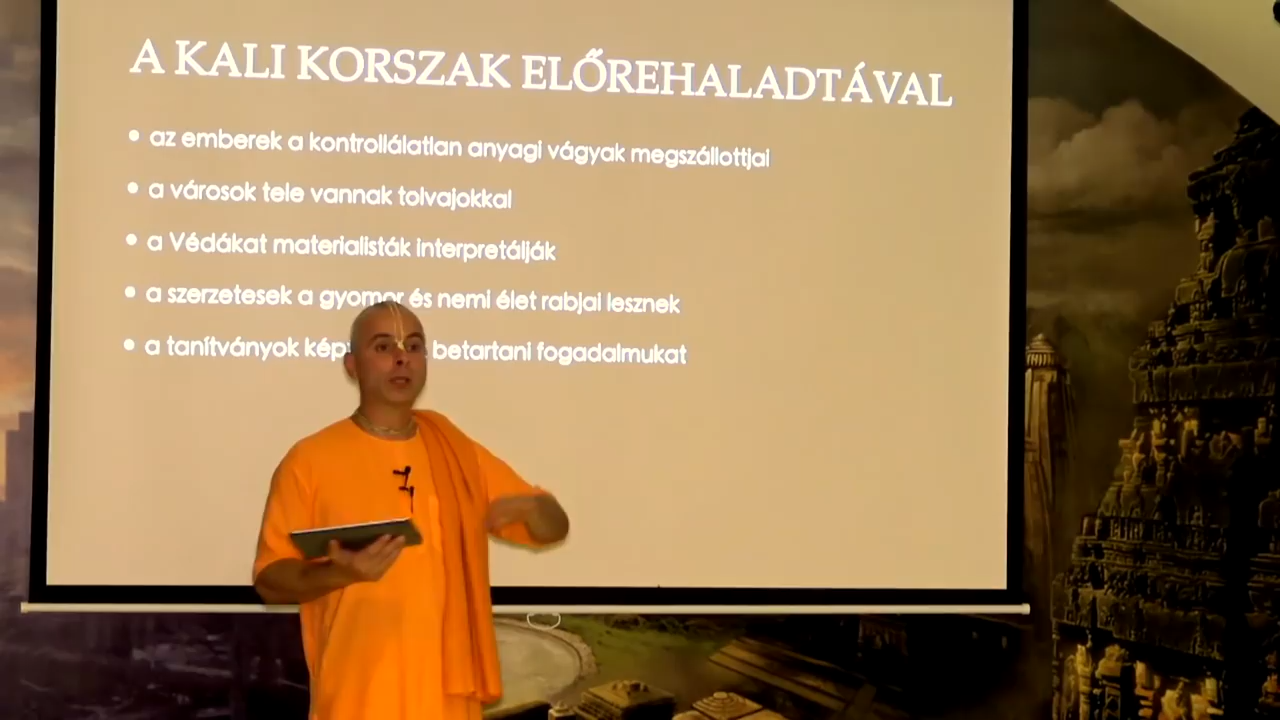 A KALI KORSZAK ELŐREHALADTÁVAL
• az emberek a kontrollálatlan anyagi vágyak megszállottjai
• a városok tele vannak tolvajokkal
• a Védákat materialisták interpretálják
• a szerzetesek a gyomor és nemi élet rabjai lesznek
• a tanítványok betartani fogadalmukat